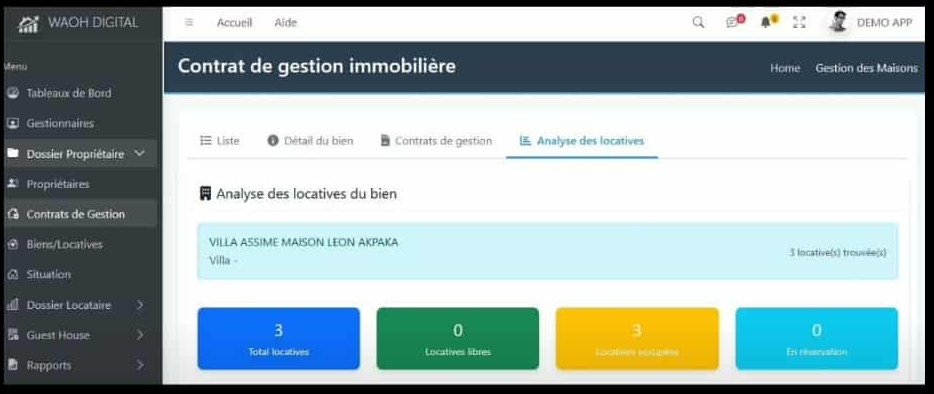 WAOH DIGITAL
Accueil Aide
DEMO APP
Menu
Tableaux de Bord
Gestionnaires
Dossier Propriétaire
Propriétaires
Contrats de Gestion
Biens/Locatives
Situation
Dossier Locataire
Guest House
Rapports
Contrat de gestion immobilière
Home Gestion des Maisons
Liste Détail du bien Contrats de gestion Analyse des locatives
Analyse des locatives du bien
VILLA ASSIME MAISON LEON AKPAKA
Villa -
3 locative(s) trouvée(s)
3
Total locatives
0
Locatives libres
3
Locatives occupées
0
En réservation